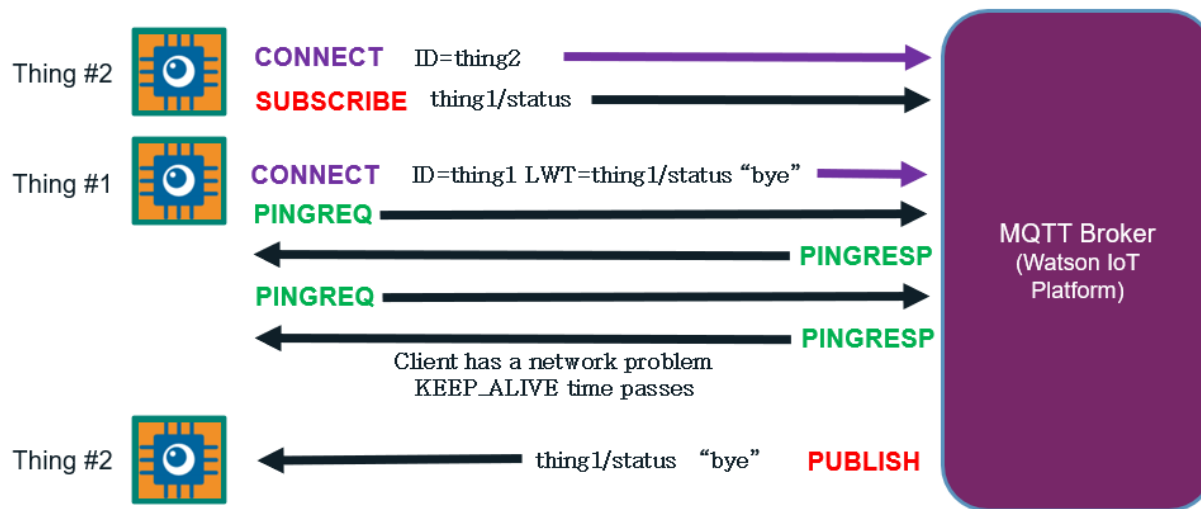 Thing #2
CONNECT ID=thing2
SUBSCRIBE thing1/status
Thing #1
CONNECT ID=thing1 LWT=thing1/status “bye”
PINGREQ
PINGRESP
PINGREQ
PINGRESP
Client has a network problem
KEEP_ALIVE time passes
Thing #2
thing1/status “bye” PUBLISH
MQTT Broker
(Watson IoT
Platform)